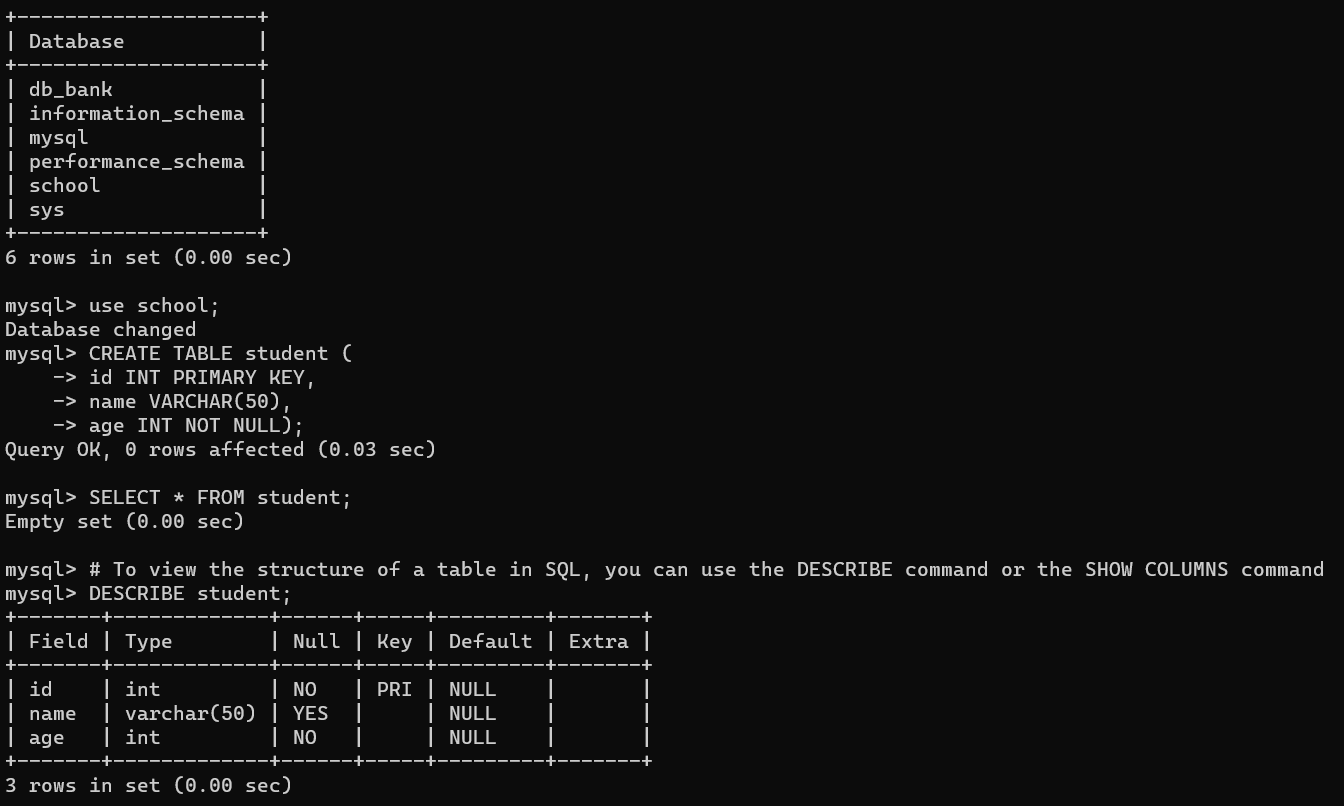 +--------------------+
| Database           |
+--------------------+
| db_bank            |
| information_schema |
| mysql              |
| performance_schema |
| school             |
| sys                |
+--------------------+
6 rows in set (0.00 sec)

mysql> use school;
Database changed
mysql> CREATE TABLE student (
    -> id INT PRIMARY KEY,
    -> name VARCHAR(50),
    -> age INT NOT NULL);
Query OK, 0 rows affected (0.03 sec)

mysql> SELECT * FROM student;
Empty set (0.00 sec)

mysql> # To view the structure of a table in SQL, you can use the DESCRIBE command or the SHOW COLUMNS command
mysql> DESCRIBE student;
+-------+-------------+------+-----+---------+-------+
| Field | Type        | Null | Key | Default | Extra |
+-------+-------------+------+-----+---------+-------+
| id    | int         | NO   | PRI | NULL    |       |
| name  | varchar(50) | YES  |     | NULL    |       |
| age   | int         | NO   |     | NULL    |       |
+-------+-------------+------+-----+---------+-------+
3 rows in set (0.00 sec)